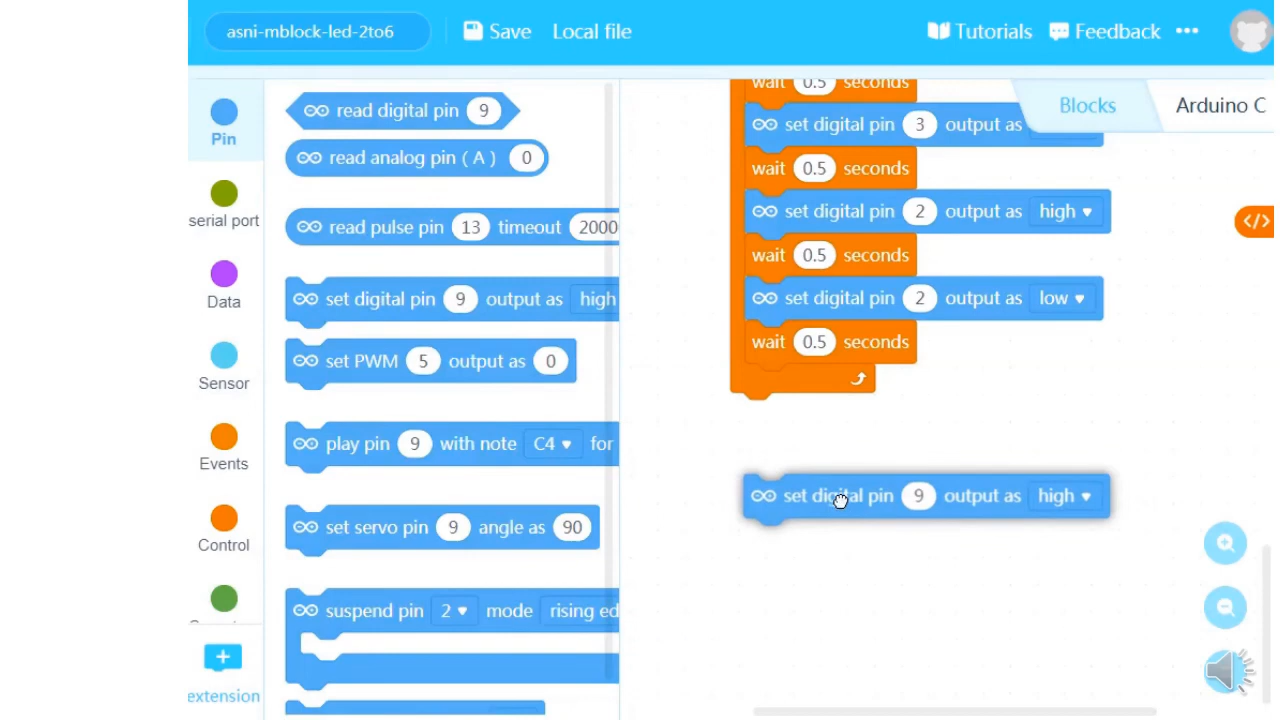 asni-mblock-led-2to6
Save
Local file
Tutorials
Feedback
Pin
serial port
Data
Sensor
Events
Control
extension
read digital pin 9
read analog pin ( A ) 0
read pulse pin 13 timeout 2000
set digital pin 9 output as high
set PWM 5 output as 0
play pin 9 with note C4 for
set servo pin 9 angle as 90
suspend pin 2 mode rising ed
Blocks
Arduino C
wait 0.5 seconds
set digital pin 3 output as
wait 0.5 seconds
set digital pin 2 output as high
wait 0.5 seconds
set digital pin 2 output as low
wait 0.5 seconds
set digital pin 9 output as high
</>